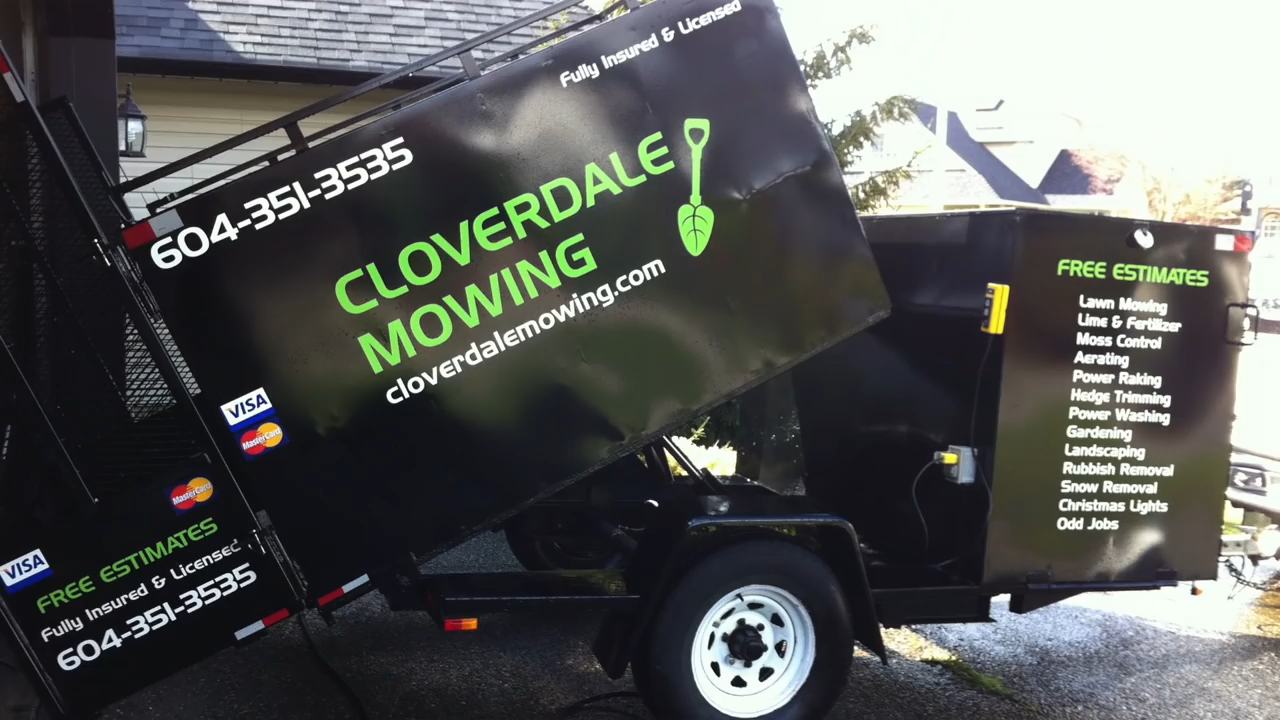 Fully Insured & Licensed
604-351-3535
CLOVERDALE
MOWING
cloverdalemowing.com
VISA
MasterCard
MasterCard
VISA
FREE ESTIMATES
Fully Insured & Licensed
604-351-3535
FREE ESTIMATES
Lawn Mowing
Lime & Fertilizer
Moss Control
Aerating
Power Raking
Hedge Trimming
Power Washing
Gardening
Landscaping
Rubbish Removal
Snow Removal
Christmas Lights
Odd Jobs